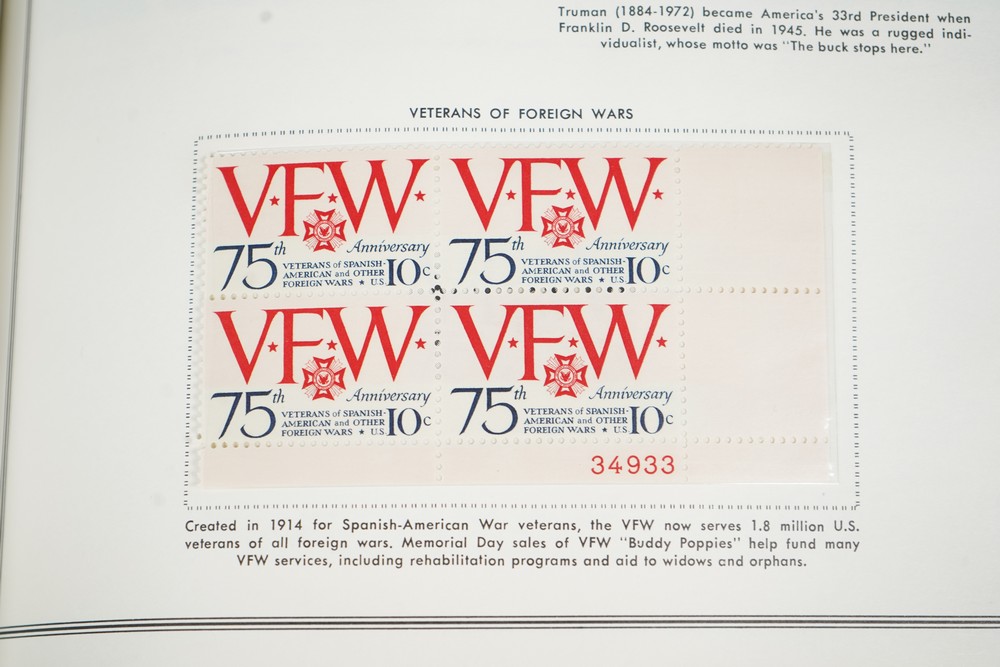 Truman (1884-1972) became America's 33rd President when
Franklin D. Roosevelt died in 1945. He was a rugged indi-
vidualist, whose motto was "The buck stops here."
VETERANS OF FOREIGN WARS
V★F★W★
75th Anniversary
VETERANS of SPANISH-
AMERICAN and OTHER
FOREIGN WARS ★ U.S. 10c
V★F★W★
75th Anniversary
VETERANS of SPANISH-
AMERICAN and OTHER
FOREIGN WARS ★ U.S. 10c
V★F★W★
75th Anniversary
VETERANS of SPANISH-
AMERICAN and OTHER
FOREIGN WARS ★ U.S. 10c
V★F★W★
75th Anniversary
VETERANS of SPANISH-
AMERICAN and OTHER
FOREIGN WARS ★ U.S. 10c
34933
Created in 1914 for Spanish-American War veterans, the VFW now serves 1.8 million U.S.
veterans of all foreign wars. Memorial Day sales of VFW "Buddy Poppies" help fund many
VFW services, including rehabilitation programs and aid to widows and orphans.